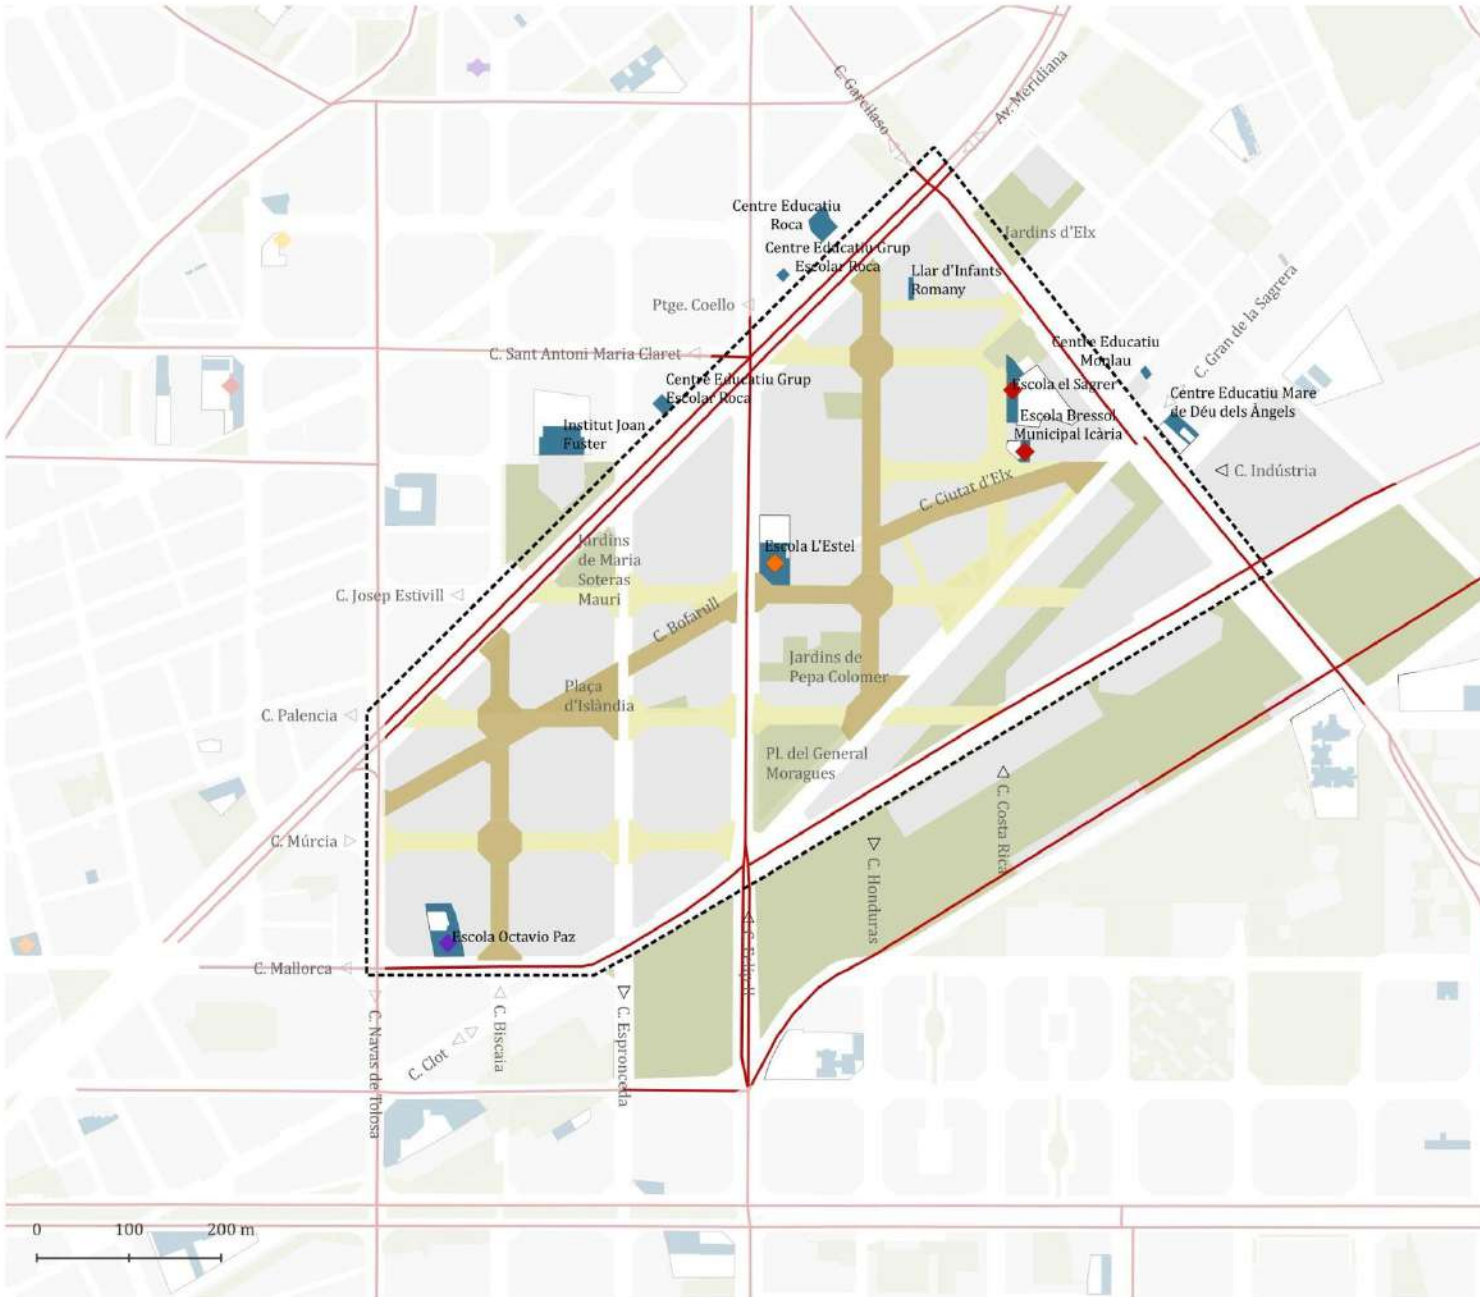 C. Garcilaso
Av. Meridiana
Centre Educatiu
Roca
Jardins d'Elx
Centre Educatiu Grup
Escolar Roca
Llar d'Infants
Romany
Ptge. Coello
C. Gran de la Sagrera
C. Sant Antoni Maria Claret
Centre Educatiu
Monlau
Centre Educatiu Grup
Escolar Roca
Escola el Sagrer
Centre Educatiu Mare
de Déu dels Àngels
Institut Joan
Fuster
Escola Bressol
Municipal Icària
C. Indústria
C. Ciutat d'Elx
Jardins
de Maria
Soteras
Mauri
Escola L'Estel
C. Josep Estivill
C. Bofarull
Jardins de
Pepa Colomer
Plaça
d'Islàndia
C. Palencia
Pl. del General
Moragues
C. Costa Rica
C. Múrcia
C. Honduras
Escola Octavio Paz
C. Felip II
C. Mallorca
C. Navas de Tolosa
C. Clot
C. Biscaia
C. Espronceda
0 100 200 m